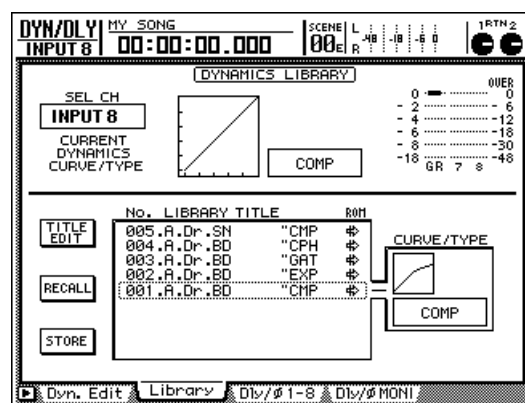 DYN/DLY MY SONG SCENE L -48 -18 -6 0 1 RTN 2
INPUT 8 00:00:00.000 00E R
DYNAMICS LIBRARY
OVER
SEL CH
INPUT 8
CURRENT
DYNAMICS
CURVE/TYPE
COMP
0 0
- 2 - 6
- 4 -12
- 6 -18
- 8 -30
-18 -48
GR 7 8
No. LIBRARY TITLE ROM
TITLE
EDIT
RECALL
STORE
005.A.Dr.SN "CMP
004.A.Dr.BD "CPH
003.A.Dr.BD "GAT
002.A.Dr.BD "EXP
001.A.Dr.BD "CMP
CURVE/TYPE
COMP
Dyn. Edit Library Dly/ø1-8 Dly/øMONI